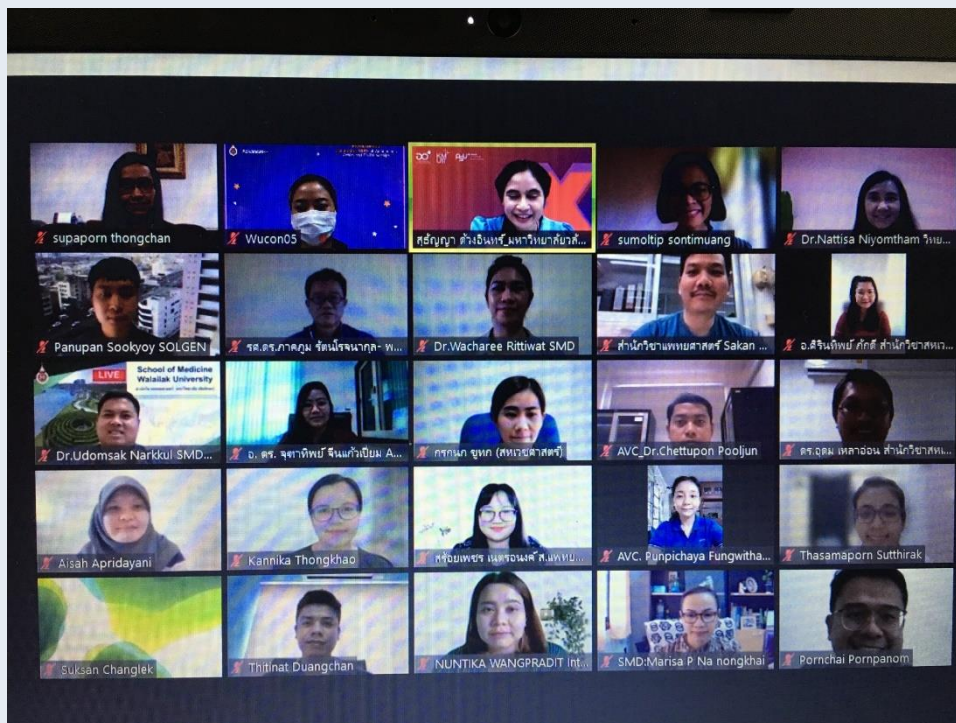 supaporn thongchan
Wucon05
สุธัญญา ด้วงอินทร์_มหาวิทยาลัยวลั...
sumoltip sontimuang
Dr.Nattisa Niyomtham วิทย...
Panupan Sookyoy SOLGEN
รศ.ดร.ภาคภูม รัตนโรจนากุล- พ...
Dr.Wacharee Rittiwat SMD
สำนักวิชาแพทยศาสตร์ Sakan ...
อ.ศิรินทิพย์ ภักดี สำนักวิชาสหเว...
LIVE
School of Medicine
Walailak University
Dr.Udomsak Narkkul SMD...
อ. ดร. จุฑาทิพย์ จีนแก้วเปี่ยม A...
กรกนก ชูทก (สหเวชศาสตร์)
AVC_Dr.Chettupon Pooljun
ดร.อุดม เหลาอ่อน สำนักวิชาสหเ...
Aisah Apridayani
Kannika Thongkhao
สร้อยเพชร เนตรอนงค์ ส.แพทย...
AVC. Punpichaya Fungwitha...
Thasamaporn Sutthirak
Suksan Changlek
Thitinat Duangchan
NUNTIKA WANGPRADIT Int...
SMD:Marisa P Na nongkhai
Pornchai Pornpanom